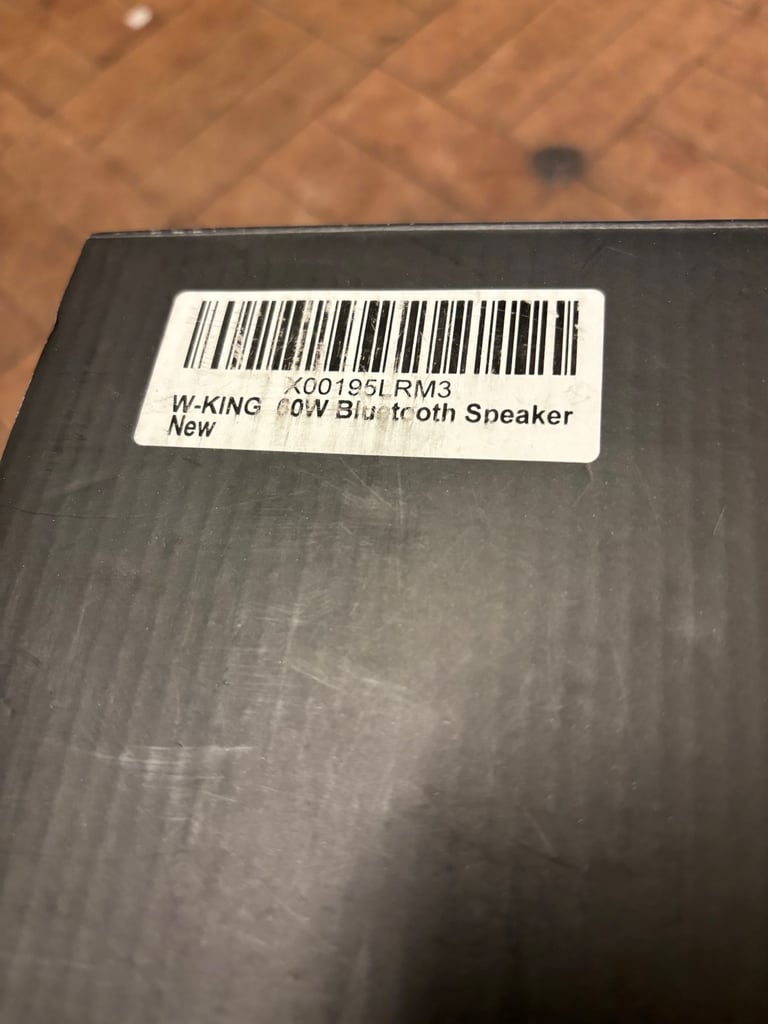 X00195LRM3
W-KING 60W Bluetooth Speaker
New